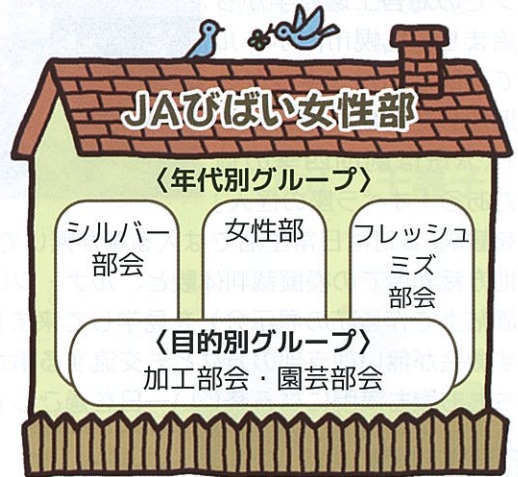 JAびばい女性部
〈年代別グループ〉
シルバー
部会
女性部
フレッシュ
ミズ
部会
〈目的別グループ〉
加工部会・園芸部会